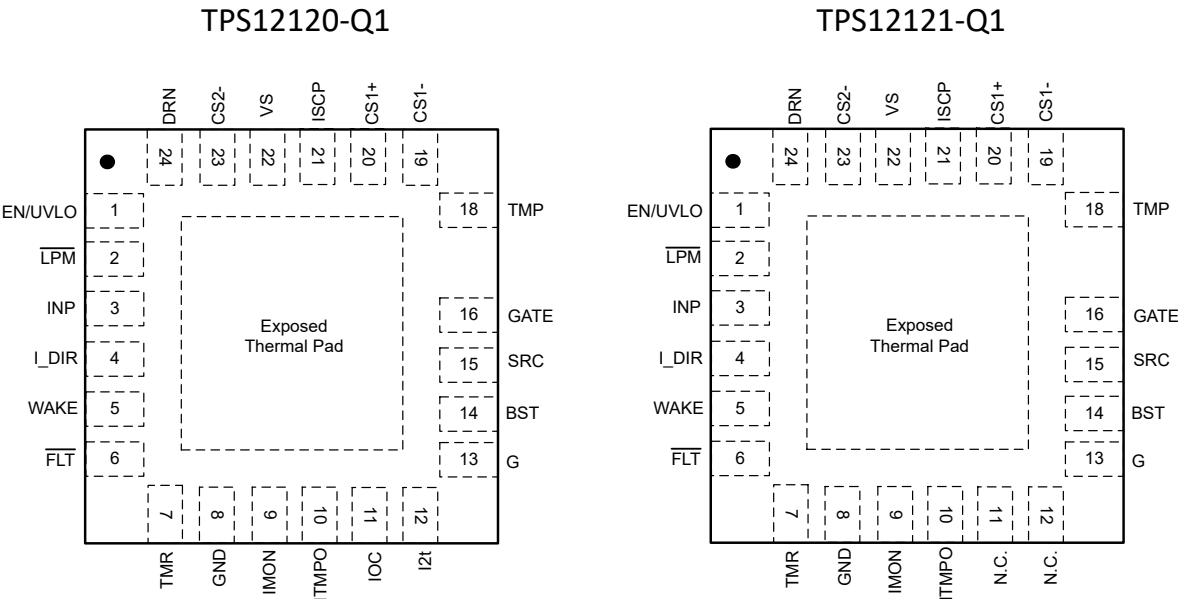 TPS12120-Q1
DRN
CS2-
VS
ISCP
CS1+
CS1-
24
23
22
21
20
19
EN/UVLO
1
LPM
2
INP
3
I_DIR
4
WAKE
5
FLT
6
Exposed
Thermal Pad
18
TMP
16
GATE
15
SRC
14
BST
13
G
7
8
9
10
11
12
TMR
GND
IMON
ITMPO
IOC
I2t
TPS12121-Q1
DRN
CS2-
VS
ISCP
CS1+
CS1-
24
23
22
21
20
19
EN/UVLO
1
LPM
2
INP
3
I_DIR
4
WAKE
5
FLT
6
Exposed
Thermal Pad
18
TMP
16
GATE
15
SRC
14
BST
13
G
7
8
9
10
11
12
TMR
GND
IMON
ITMPO
N.C.
N.C.